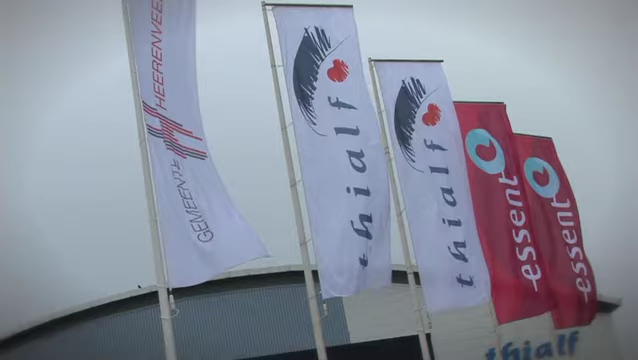 GEMEENTE HEERENVEEN
thialf
thialf
essent
essent
thialf